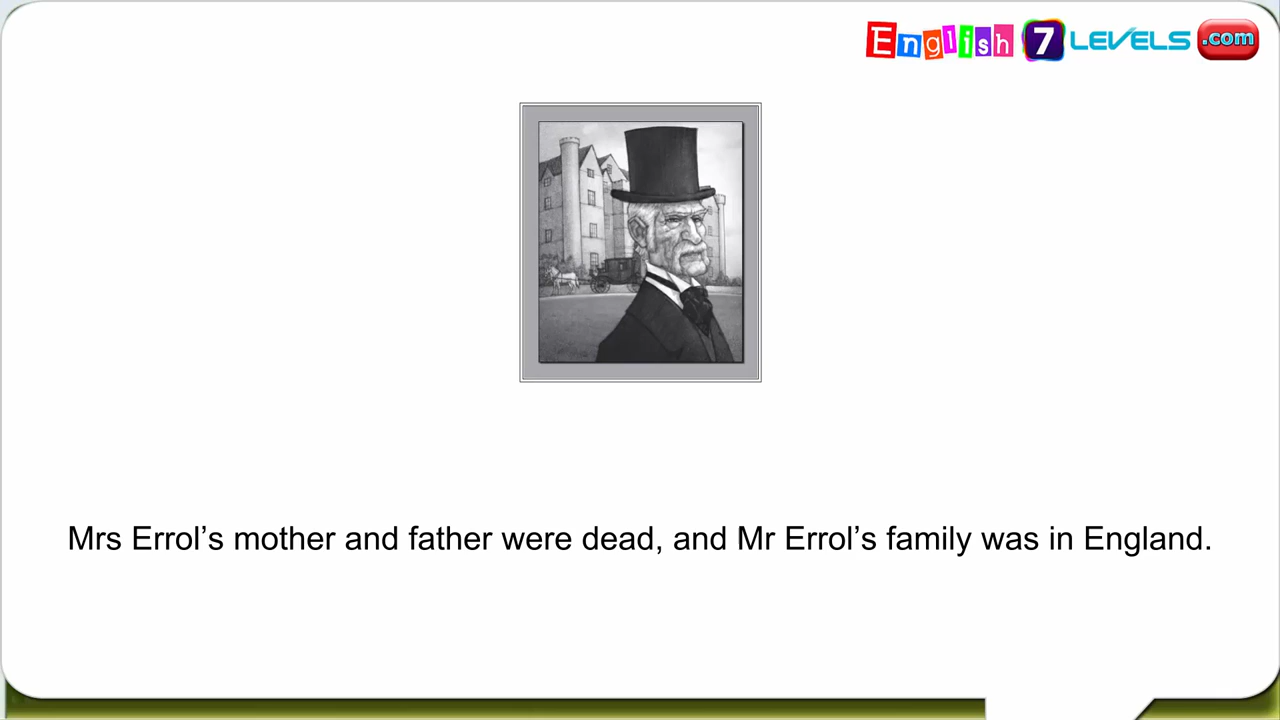 English 7 LEVELS .com
Mrs Errol’s mother and father were dead, and Mr Errol’s family was in England.